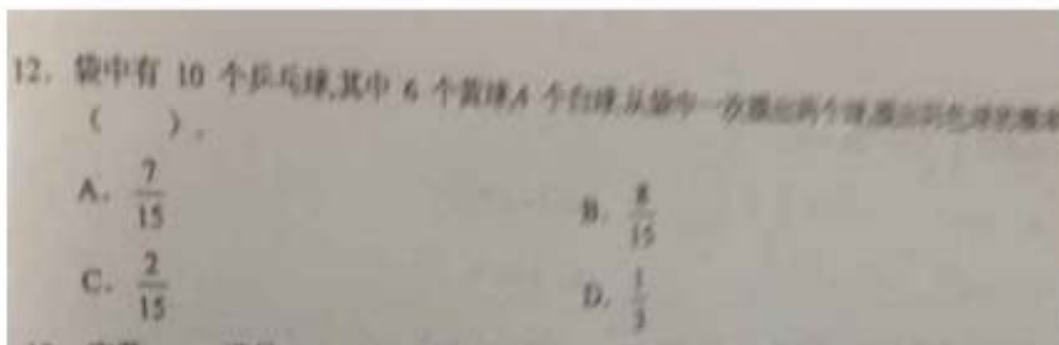 12. 袋中有 10 个乒乓球,其中 6 个黄球,4 个白球,从袋中一次摸出两个球,摸出同色球的概率
( )。
A. 7/15
B. 8/15
C. 2/15
D. 1/3